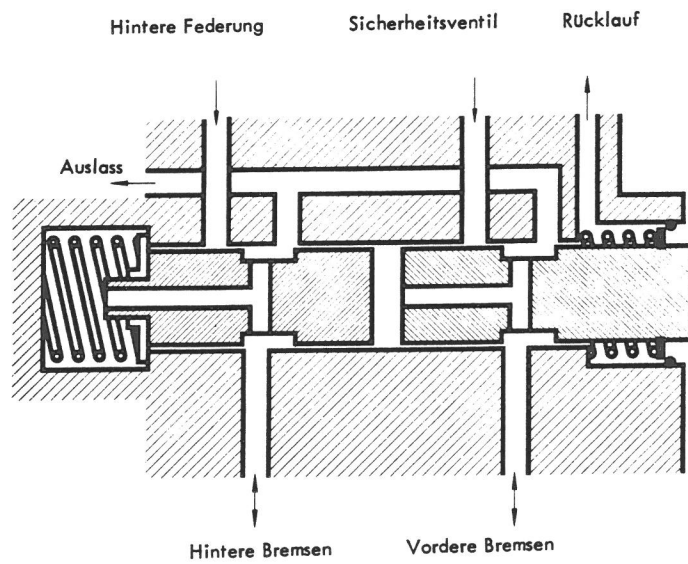 Hintere Federung
Sicherheitsventil
Rücklauf
Auslass
Hintere Bremsen
Vordere Bremsen